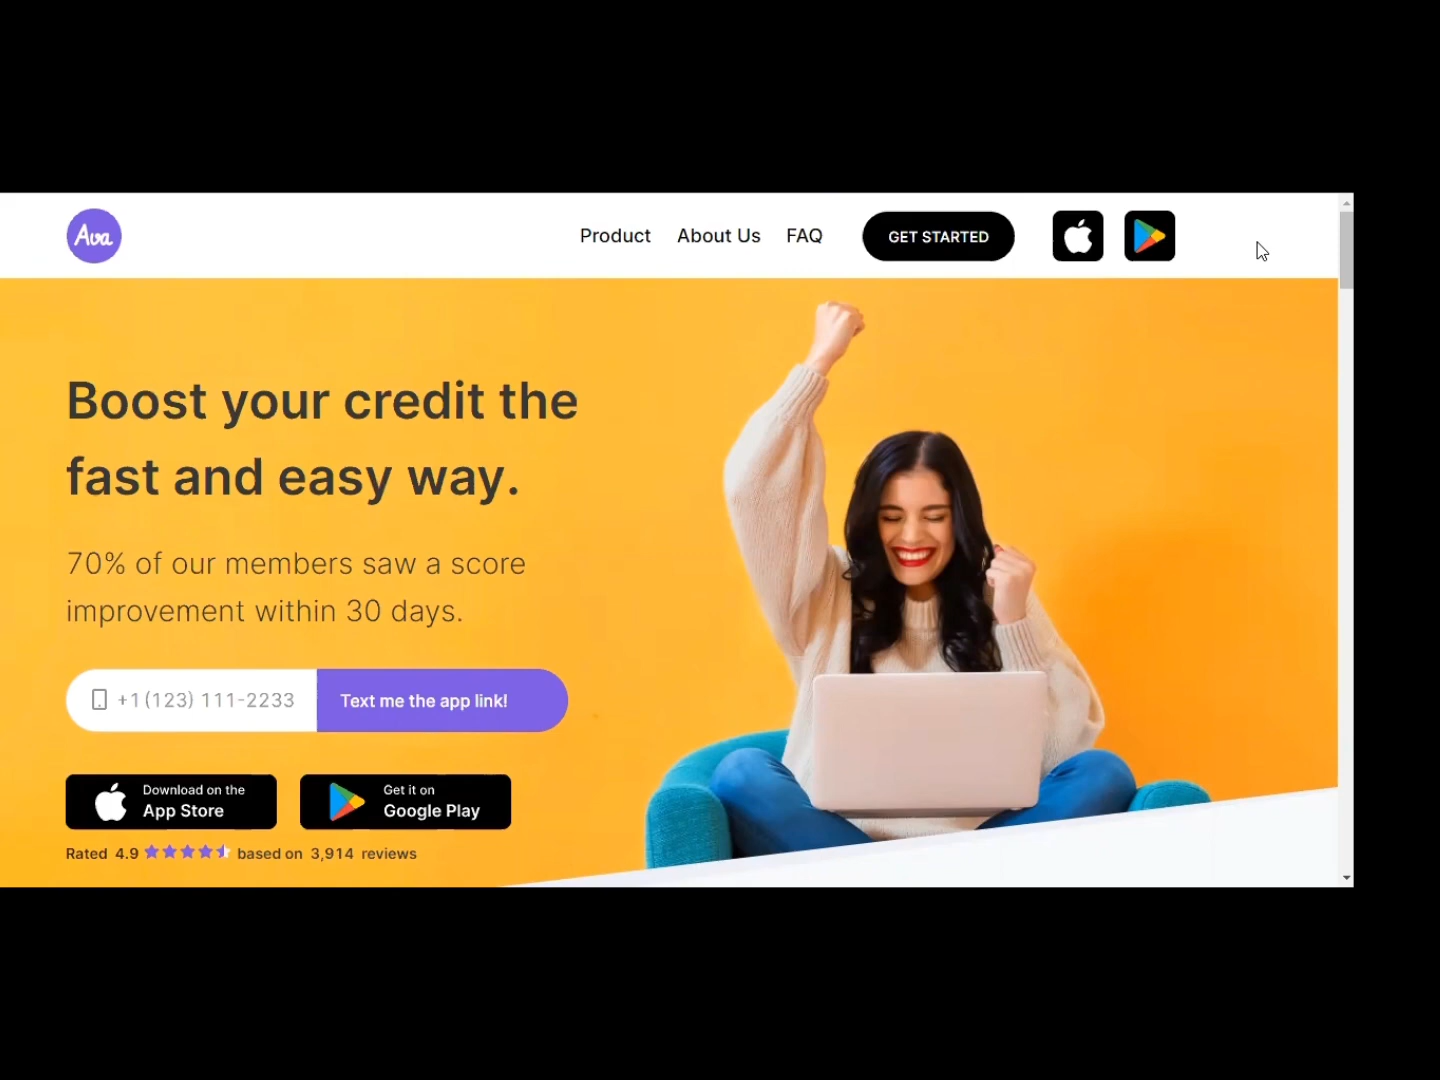 Ava
Product About Us FAQ GET STARTED
Boost your credit the
fast and easy way.
70% of our members saw a score
improvement within 30 days.
+1 (123) 111-2233 Text me the app link!
Download on the
App Store
Get it on
Google Play
Rated 4.9 based on 3,914 reviews